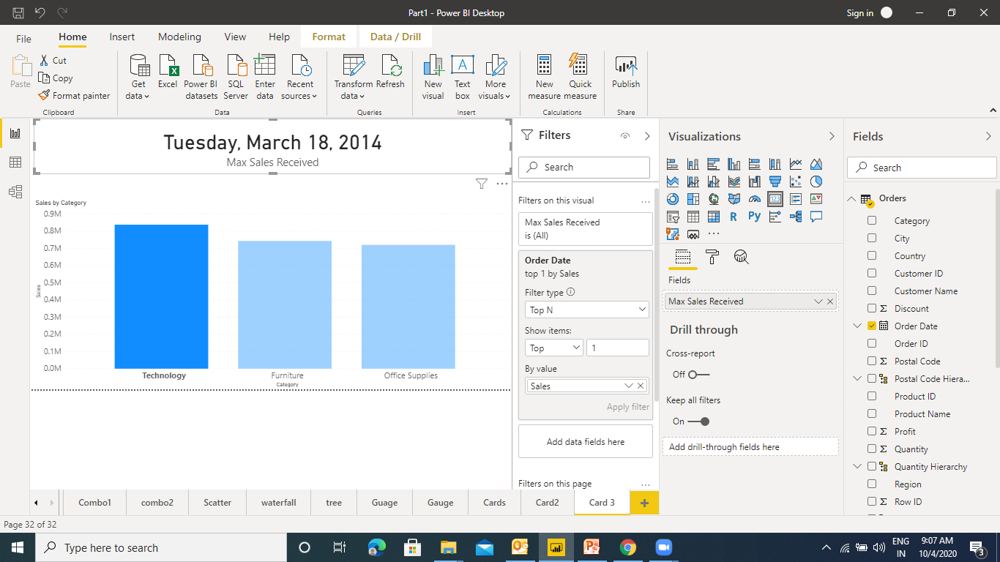 Part1 - Power BI Desktop
Sign in
File
Home
Insert
Modeling
View
Help
Format
Data / Drill
Paste
Cut
Copy
Format painter
Clipboard
Get data
Excel
Power BI datasets
SQL Server
Enter data
Recent sources
Data
Transform data
Refresh
Queries
New visual
A
Text box
More visuals
Insert
New measure
Quick measure
Calculations
Publish
Share
Tuesday, March 18, 2014
Max Sales Received
Sales by Category
0.9M
0.8M
0.7M
0.6M
0.5M
0.4M
0.3M
0.2M
0.1M
0.0M
Sales
Technology
Furniture
Office Supplies
Category
Filters
Search
Filters on this visual
Max Sales Received
is (All)
Order Date
top 1 by Sales
Filter type
Top N
Show items:
Top
1
By value
Sales
Apply filter
Add data fields here
Filters on this page
Visualizations
123
R
Py
Fields
Max Sales Received
Drill through
Cross-report
Off
Keep all filters
On
Add drill-through fields here
Fields
Search
Orders
Category
City
Country
Customer ID
Customer Name
Σ Discount
Order Date
Order ID
Σ Postal Code
Postal Code Hiera...
Product ID
Product Name
Σ Profit
Σ Quantity
Quantity Hierarchy
Region
Σ Row ID
Combo1
combo2
Scatter
waterfall
tree
Guage
Gauge
Cards
Card2
Card 3
+
Page 32 of 32
Type here to search
ENG
IN
9:07 AM
10/4/2020
3